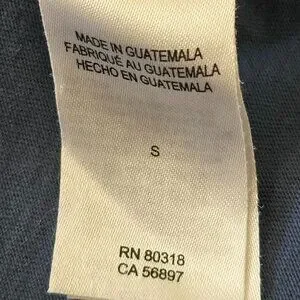 MADE IN GUATEMALA
FABRIQUÉ AU GUATEMALA
HECHO EN GUATEMALA
S
RN 80318
CA 56897